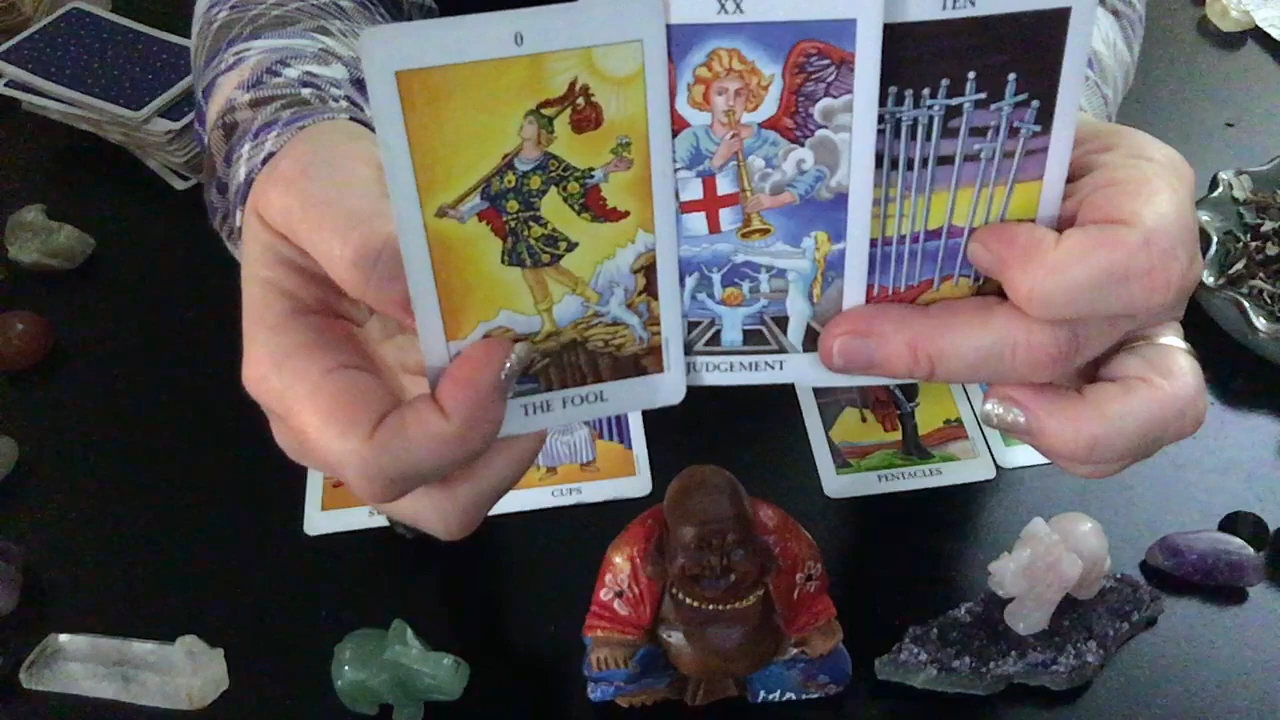 0
XX
TEN
THE FOOL
JUDGEMENT
CUPS
PENTACLES